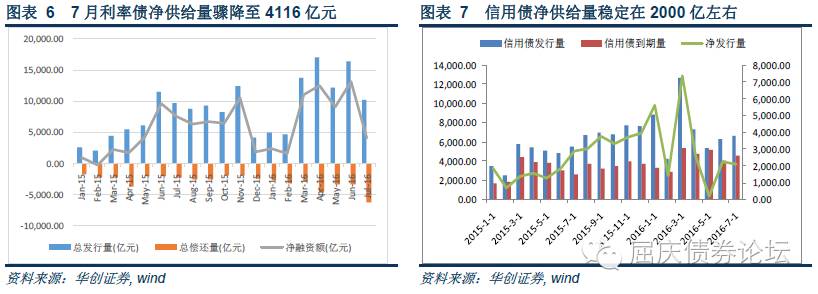 图表 6 7 月利率债净供给量骤降至 4116 亿元
20,000.00
15,000.00
10,000.00
5,000.00
0.00
-5,000.00
-10,000.00
Jan-15
Feb-15
Mar-15
Apr-15
May-15
Jun-15
Jul-15
Aug-15
Sep-15
Oct-15
Nov-15
Dec-15
Jan-16
Feb-16
Mar-16
Apr-16
May-16
Jun-16
Jul-16
总发行量(亿元)
总偿还量(亿元)
净融资额(亿元)
资料来源：华创证券, wind
图表 7 信用债净供给量稳定在 2000 亿左右
信用债发行量
信用债到期量
净发行量
14,000.00
12,000.00
10,000.00
8,000.00
6,000.00
4,000.00
2,000.00
0.00
8,000.00
7,000.00
6,000.00
5,000.00
4,000.00
3,000.00
2,000.00
1,000.00
0.00
2015-1-1
2015-3-1
2015-5-1
2015-7-1
2015-9-1
2015-11-1
2016-1-1
2016-3-1
2016-5-1
2016-7-1
屈庆债券论坛
资料来源：华创证券, wind